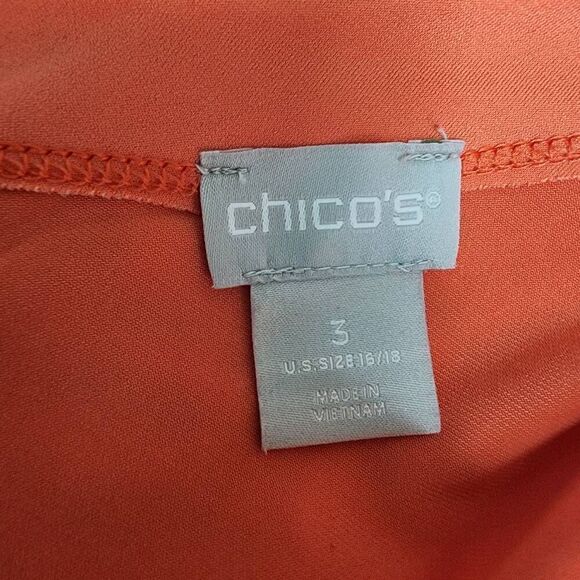 chico's©
3
U.S. SIZE: 16/18
MADE IN
VIETNAM